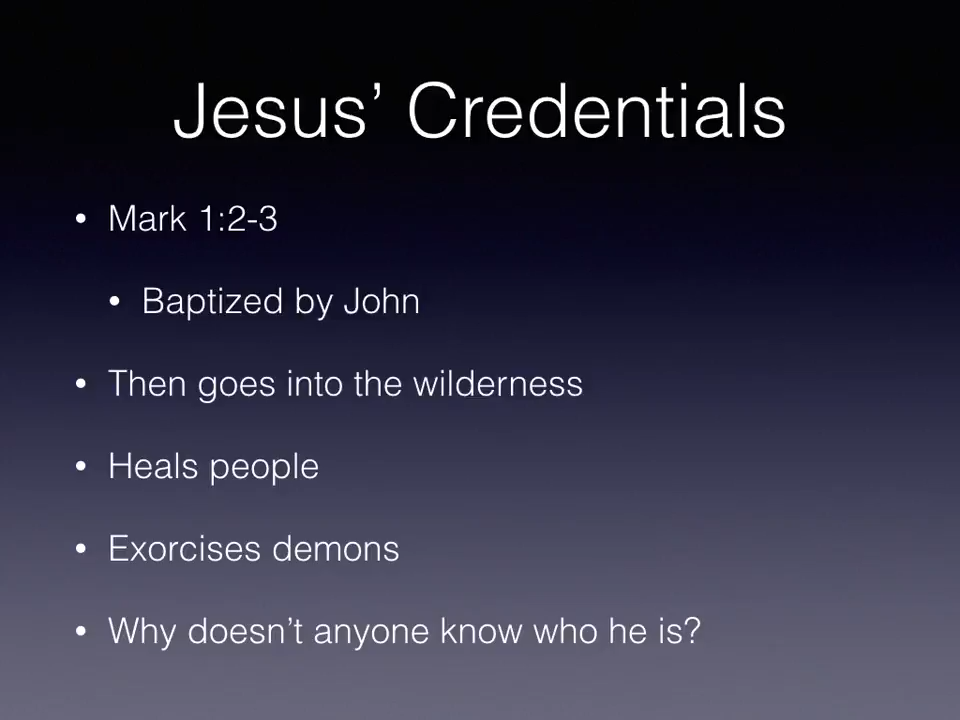 Jesus’ Credentials
• Mark 1:2-3
• Baptized by John
• Then goes into the wilderness
• Heals people
• Exorcises demons
• Why doesn’t anyone know who he is?